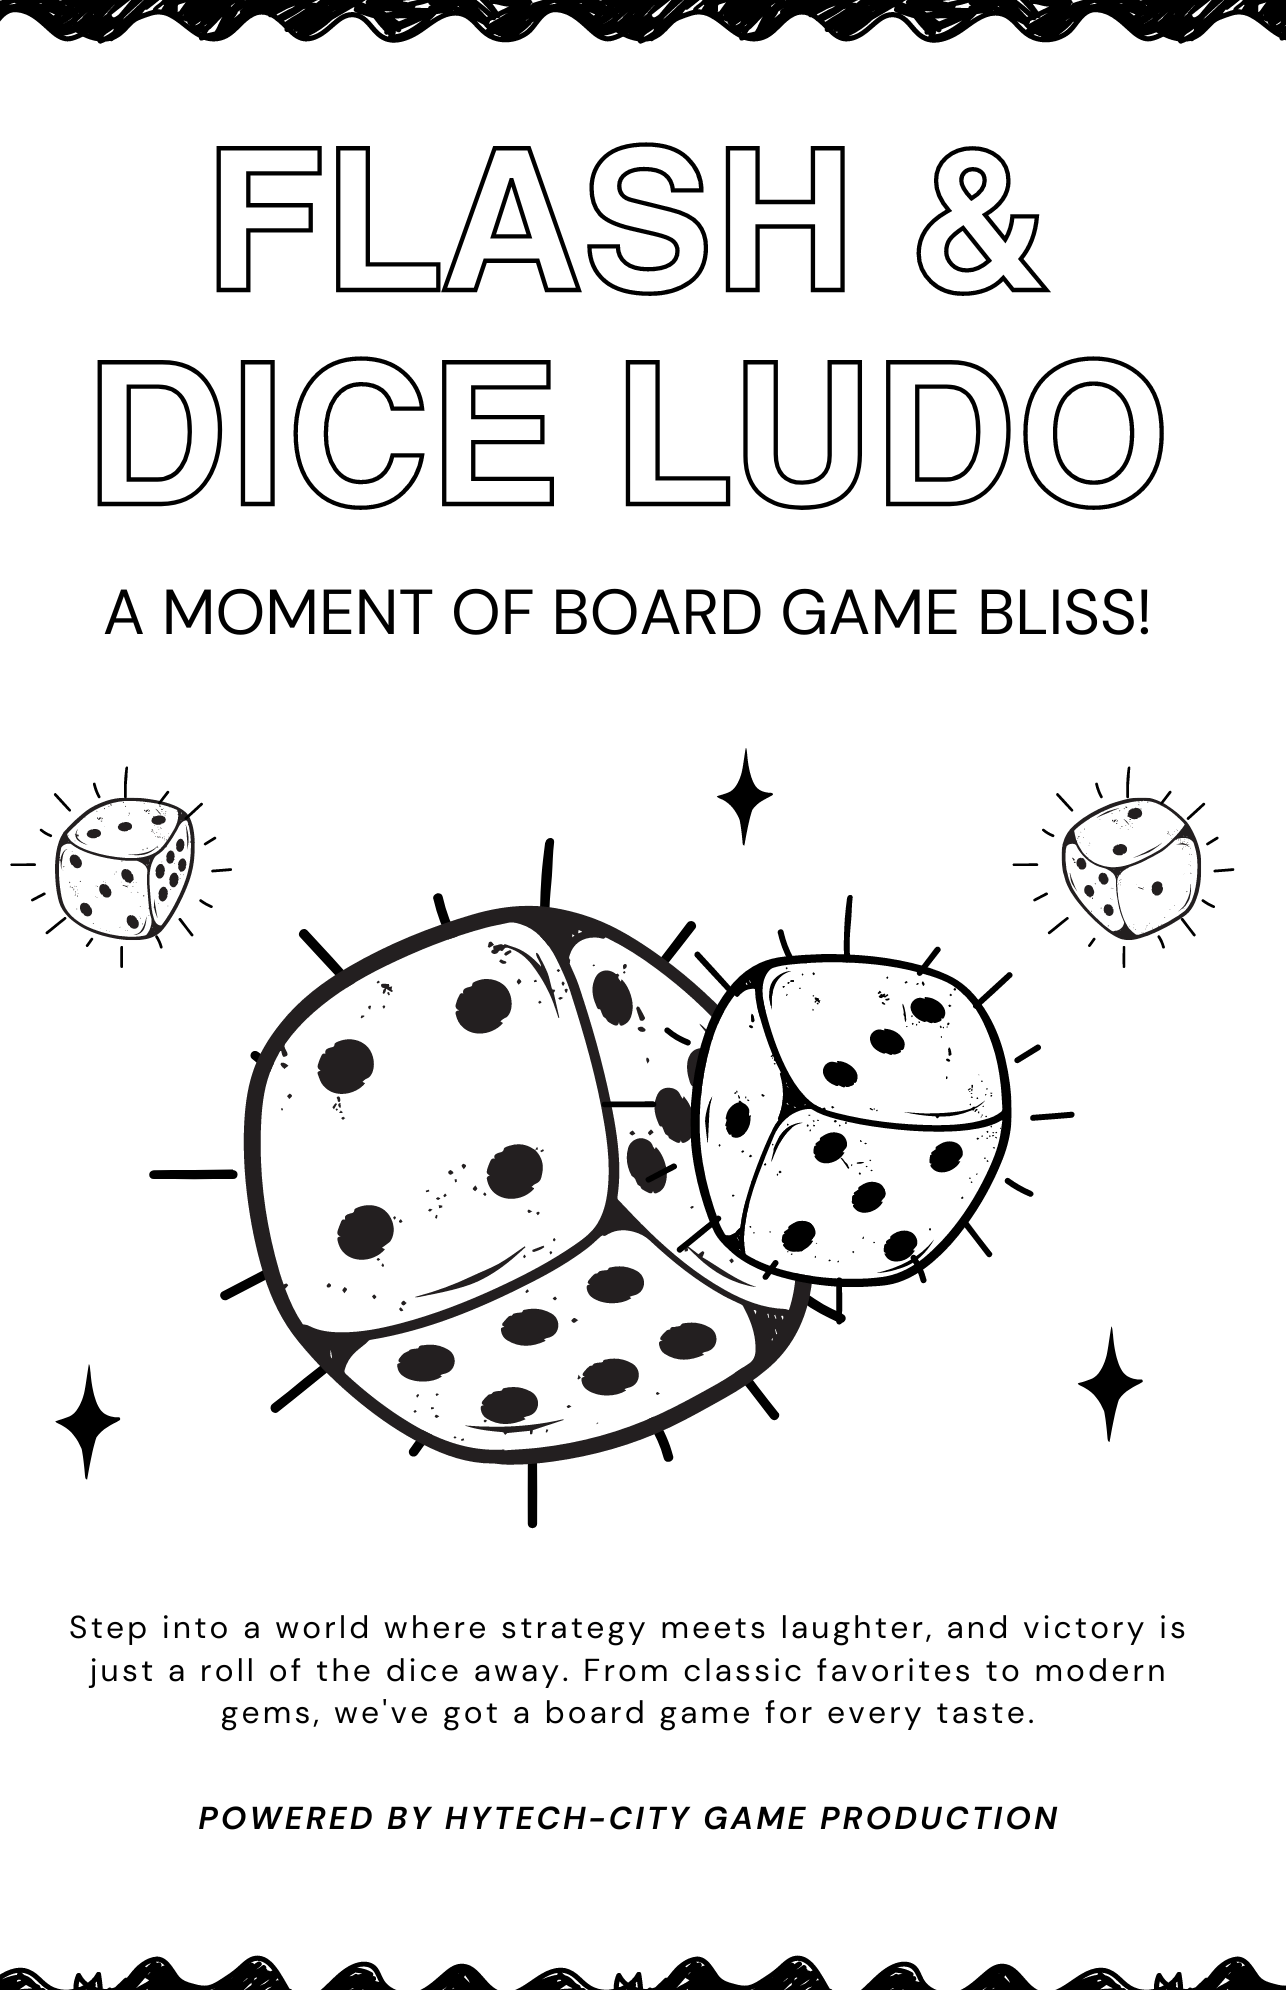 FLASH &
DICE LUDO
A MOMENT OF BOARD GAME BLISS!
Step into a world where strategy meets laughter, and victory is
just a roll of the dice away. From classic favorites to modern
gems, we've got a board game for every taste.
POWERED BY HYTECH-CITY GAME PRODUCTION